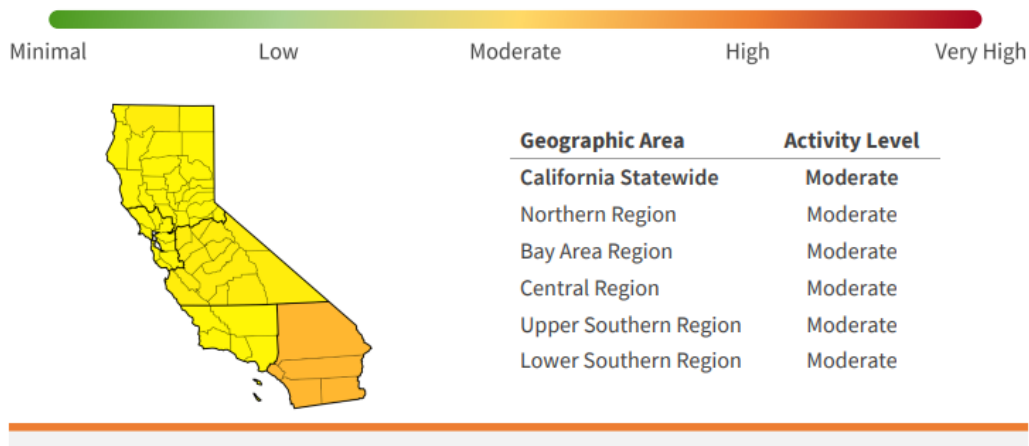 Minimal Low Moderate High Very High
Geographic Area Activity Level
California Statewide Moderate
Northern Region Moderate
Bay Area Region Moderate
Central Region Moderate
Upper Southern Region Moderate
Lower Southern Region Moderate